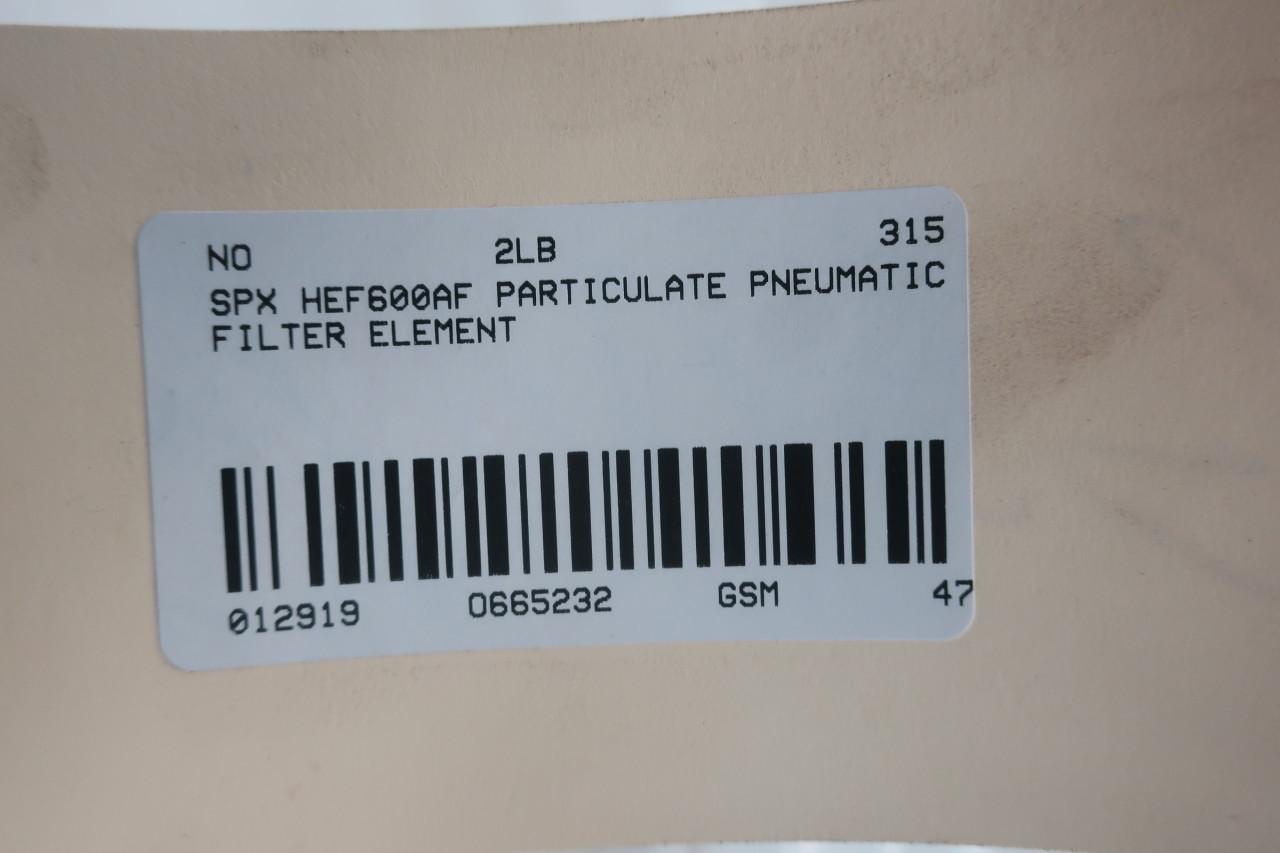 NO 2LB 315
SPX HEF600AF PARTICULATE PNEUMATIC
FILTER ELEMENT
012919 0665232 GSM 47